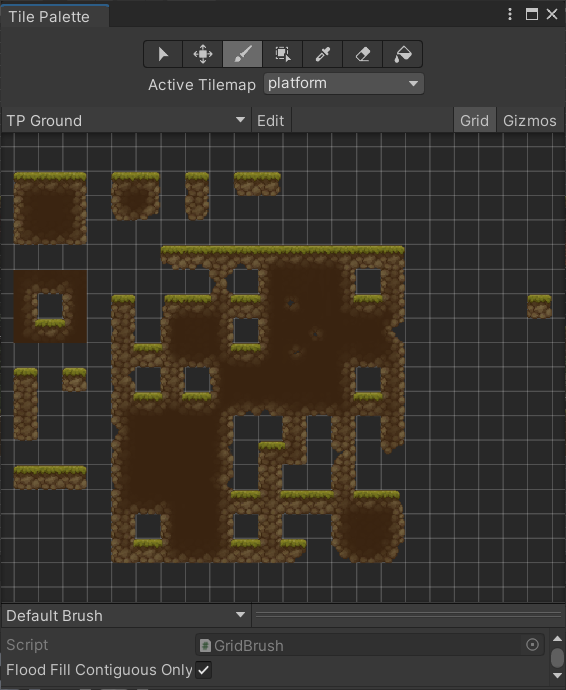 Tile Palette
Active Tilemap platform
TP Ground Edit Grid Gizmos
Default Brush
Script GridBrush
Flood Fill Contiguous Only